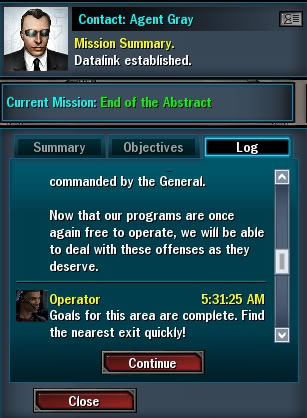 Contact: Agent Gray
Mission Summary.
Datalink established.
Current Mission: End of the Abstract
Summary
Objectives
Log
commanded by the General.
Now that our programs are once
again free to operate, we will be able
to deal with these offenses as they
deserve.
Operator 5:31:25 AM
Goals for this area are complete. Find
the nearest exit quickly!
Continue
Close